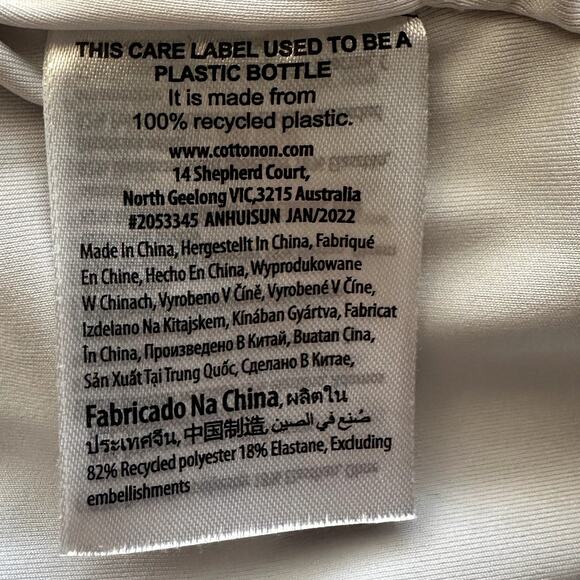 THIS CARE LABEL USED TO BE A
PLASTIC BOTTLE
It is made from
100% recycled plastic.
www.cottonon.com
14 Shepherd Court,
North Geelong VIC,3215 Australia
#2053345 ANHUISUN JAN/2022
Made In China, Hergestellt In China, Fabriqué
En Chine, Hecho En China, Wyprodukowane
W Chinach, Vyrobeno V Číně, Vyrobené V Číne,
Izdelano Na Kitajskem, Kínában Gyártva, Fabricat
În China, Произведено В Китай, Buatan Cina,
Sản Xuất Tại Trung Quốc, Сделано В Китае,
Fabricado Na China, ผลิตใน
ประเทศจีน, 中国制造, صُنع في الصين,
82% Recycled polyester 18% Elastane, Excluding
embellishments